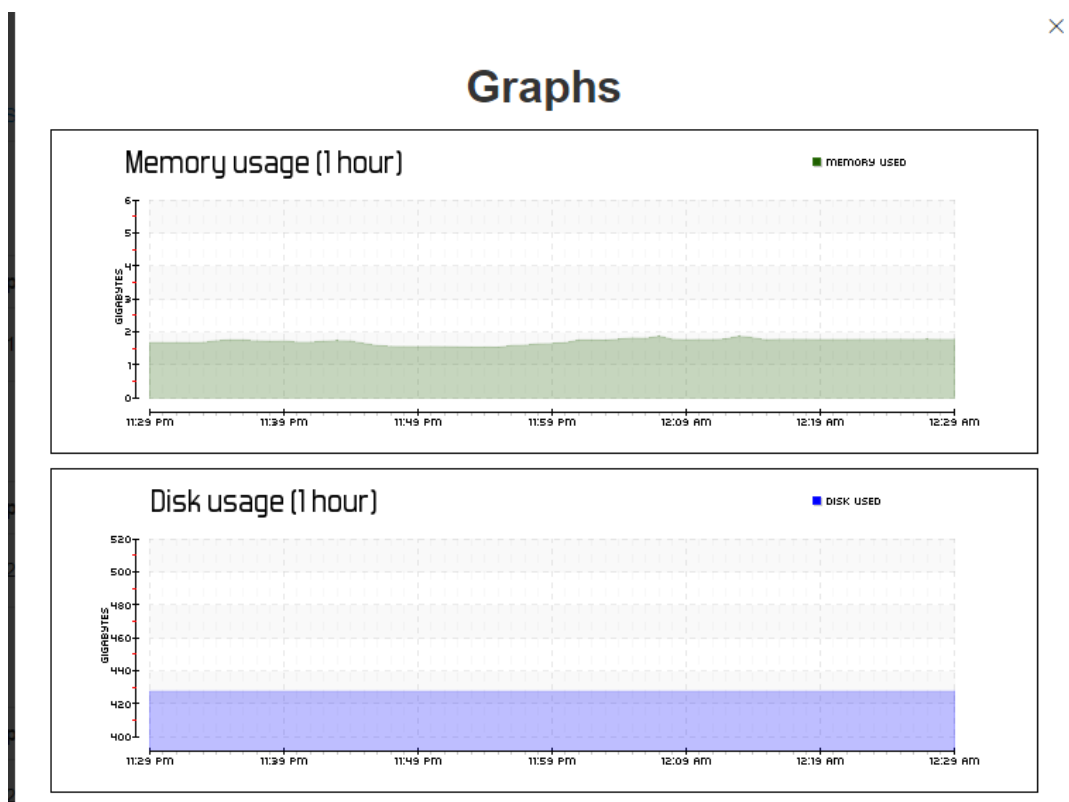 Graphs
Memory usage (1 hour)
MEMORY USED
6
5
4
3
2
1
0
GIGABYTES
11:29 PM 11:39 PM 11:49 PM 11:59 PM 12:09 AM 12:19 AM 12:29 AM
Disk usage (1 hour)
DISK USED
520
500
480
460
440
420
400
GIGABYTES
11:29 PM 11:39 PM 11:49 PM 11:59 PM 12:09 AM 12:19 AM 12:29 AM